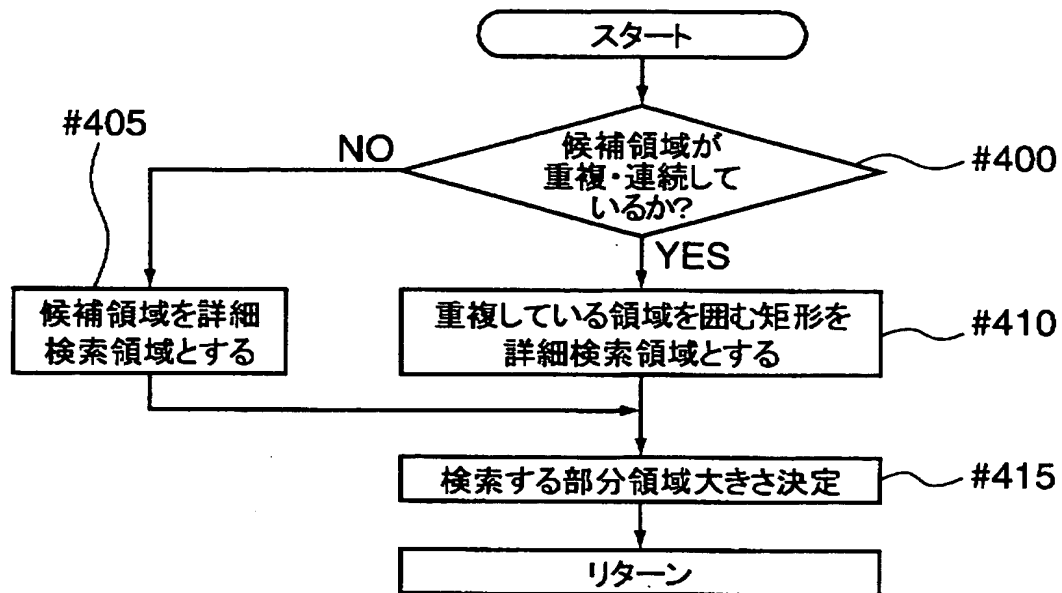 スタート
#405
NO
候補領域が
重複・連続して
いるか?
#400
YES
候補領域を詳細
検索領域とする
重複している領域を囲む矩形を
詳細検索領域とする
#410
検索する部分領域大きさ決定
#415
リターン